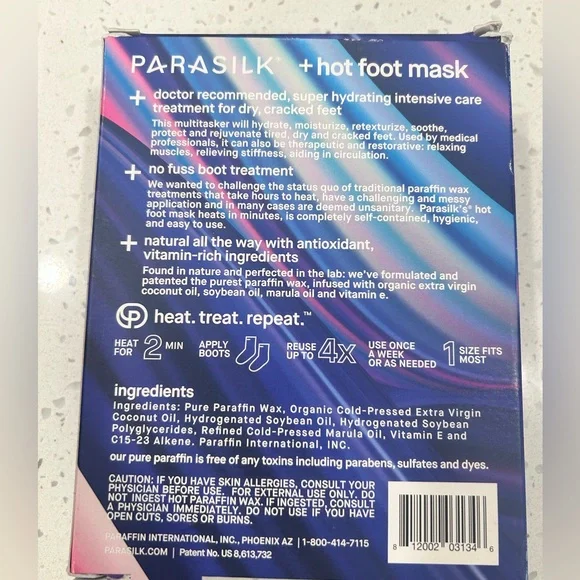 PARASILK® + hot foot mask
+ doctor recommended, super hydrating intensive care
treatment for dry, cracked feet
This multitasker will hydrate, moisturize, retexturize, soothe,
protect and rejuvenate tired, dry and cracked feet. Used by medical
professionals, it can also be therapeutic and restorative: relaxing
muscles, relieving stiffness, aiding in circulation.
+ no fuss boot treatment
We wanted to challenge the status quo of traditional paraffin wax
treatments that take hours to heat, have a challenging and messy
application and in many cases are deemed unsanitary. Parasilk's® hot
foot mask heats in minutes, is completely self-contained, hygienic,
and easy to use.
+ natural all the way with antioxidant,
vitamin-rich ingredients
Found in nature and perfected in the lab: we've formulated and
patented the purest paraffin wax, infused with organic extra virgin
coconut oil, soybean oil, marula oil and vitamin e.
heat. treat. repeat.™
HEAT
FOR 2 MIN
APPLY
BOOTS
REUSE
UP TO 4X
USE ONCE
A WEEK
OR AS NEEDED
1 SIZE FITS
MOST
ingredients
Ingredients: Pure Paraffin Wax, Organic Cold-Pressed Extra Virgin
Coconut Oil, Hydrogenated Soybean Oil, Hydrogenated Soybean
Polyglycerides, Refined Cold-Pressed Marula Oil, Vitamin E and
C15-23 Alkene. Paraffin International, INC.
our pure paraffin is free of any toxins including parabens, sulfates and dyes.
CAUTION: IF YOU HAVE SKIN ALLERGIES, CONSULT YOUR
PHYSICIAN BEFORE USE. FOR EXTERNAL USE ONLY. DO
NOT INGEST HOT PARAFFIN WAX. IF INGESTED, CONSULT
A PHYSICIAN IMMEDIATELY. DO NOT USE IF YOU HAVE
OPEN CUTS, SORES OR BURNS.
PARAFFIN INTERNATIONAL, INC., PHOENIX AZ | 1-800-414-7115
PARASILK.COM | Patent No. US 8,613,732
8 12002 03134 6